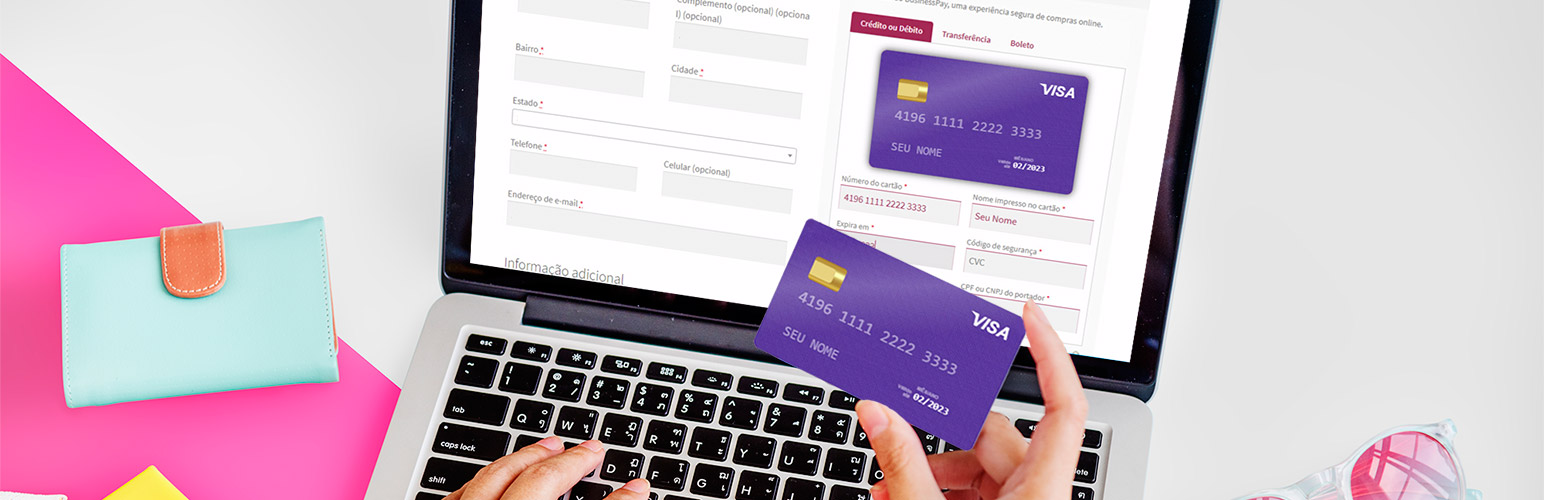 BusinessPay, uma experiência segura de compras online.
Complemento (opcional) (opciona
l) (opcional)
Bairro *
Cidade *
Estado *
Telefone *
Celular (opcional)
Endereço de e-mail *
Informação adicional
Crédito ou Débito
Transferência
Boleto
VISA
4196 1111 2222 3333
SEU NOME
02/2023
Número do cartão *
4196 1111 2222 3333
Nome impresso no cartão *
Seu Nome
Expira em *
Código de segurança *
CVC
CPF ou CNPJ do portador *
VISA
4196 1111 2222 3333
SEU NOME
02/2023
esc
tab
caps lock
shift
Q W E R T Y U
D F G H J